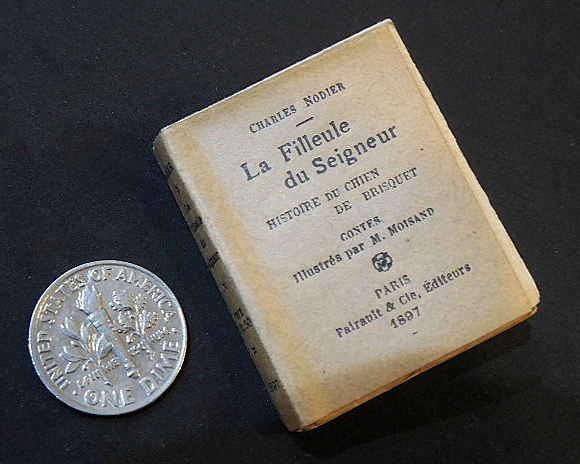 CHARLES NODIER
La Filleule
du Seigneur
HISTOIRE DU CHIEN
DE BRISQUET
CONTES
Illustrés par M. MOISAND
PARIS
Pairault & Cie, Éditeurs
1897
UNITED STATES OF AMERICA
ONE DIME